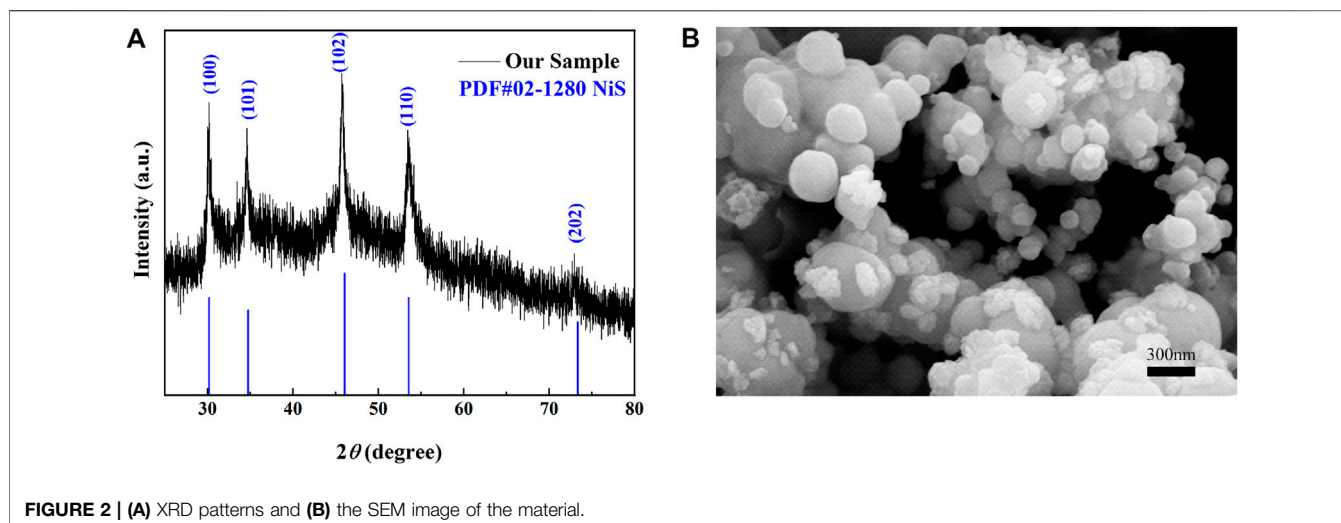 A
(100)
(101)
(102)
(110)
(202)
Our Sample
PDF#02-1280 NiS
Intensity (a.u.)
30
40
50
60
70
80
2θ (degree)
B
300nm
FIGURE 2 | (A) XRD patterns and (B) the SEM image of the material.